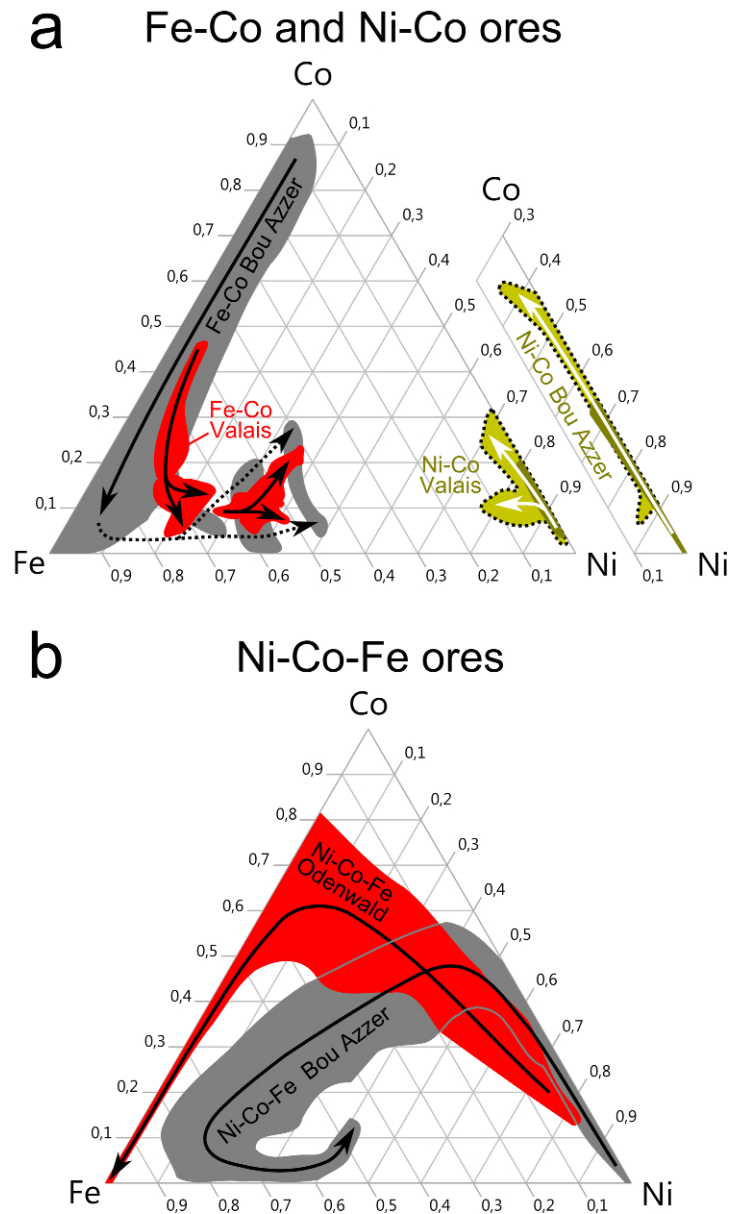 a
Fe-Co and Ni-Co ores
Co
0,9
0,1
0,8
0,2
Co
0,7
0,3
0,3
0,6
0,4
0,4
0,5
0,5
0,5
0,4
0,6
0,6
0,3
0,7
0,7
0,2
0,8
0,8
0,1
0,9
0,9
Fe-Co Bou Azzer
Fe-Co
Valais
Ni-Co
Valais
Ni-Co Bou Azzer
Fe
Ni
Ni
0,9
0,8
0,7
0,6
0,5
0,4
0,3
0,2
0,1
0,1
b
Ni-Co-Fe ores
Co
0,9
0,1
0,8
0,2
0,7
0,3
0,6
0,4
0,5
0,5
0,4
0,6
0,3
0,7
0,2
0,8
0,1
0,9
Ni-Co-Fe
Odenwald
Ni-Co-Fe Bou Azzer
Fe
Ni
0,9
0,8
0,7
0,6
0,5
0,4
0,3
0,2
0,1